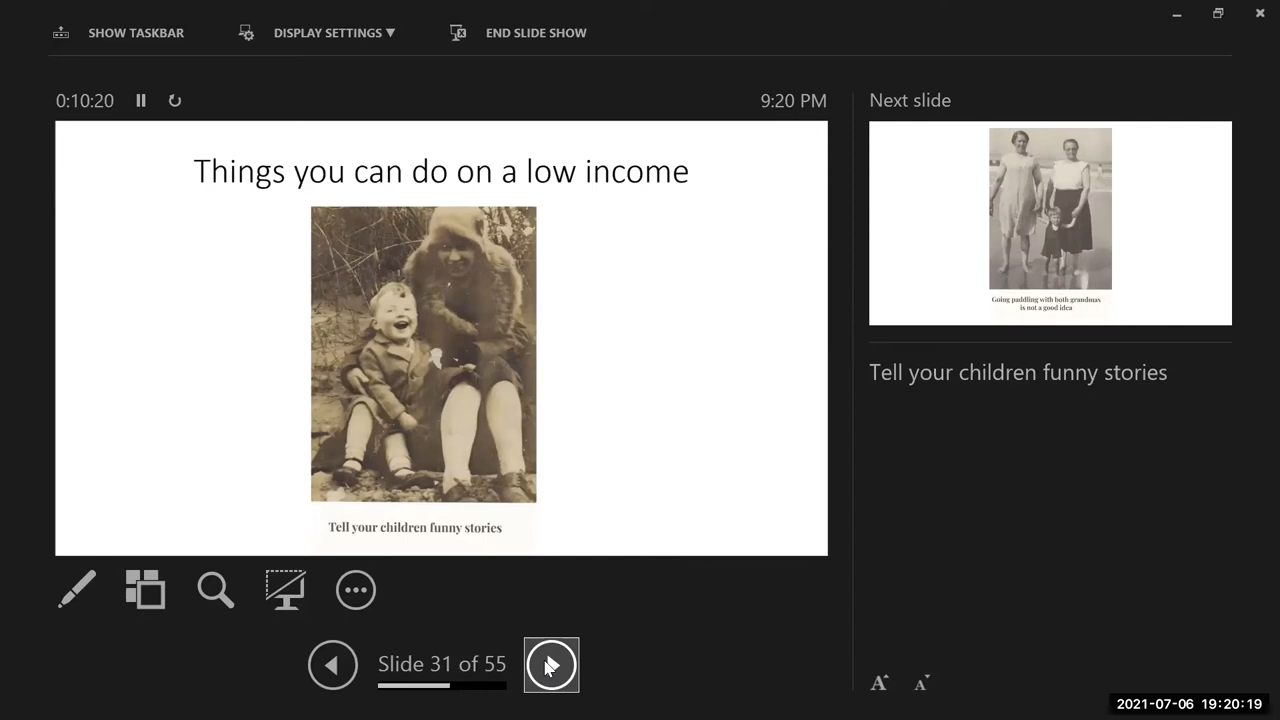 SHOW TASKBAR
DISPLAY SETTINGS ▼
END SLIDE SHOW
0:10:20
9:20 PM
Things you can do on a low income
Tell your children funny stories
Next slide
Going paddling with both grandmas
is not a good idea
Tell your children funny stories
Slide 31 of 55
A A
2021-07-06 19:20:19